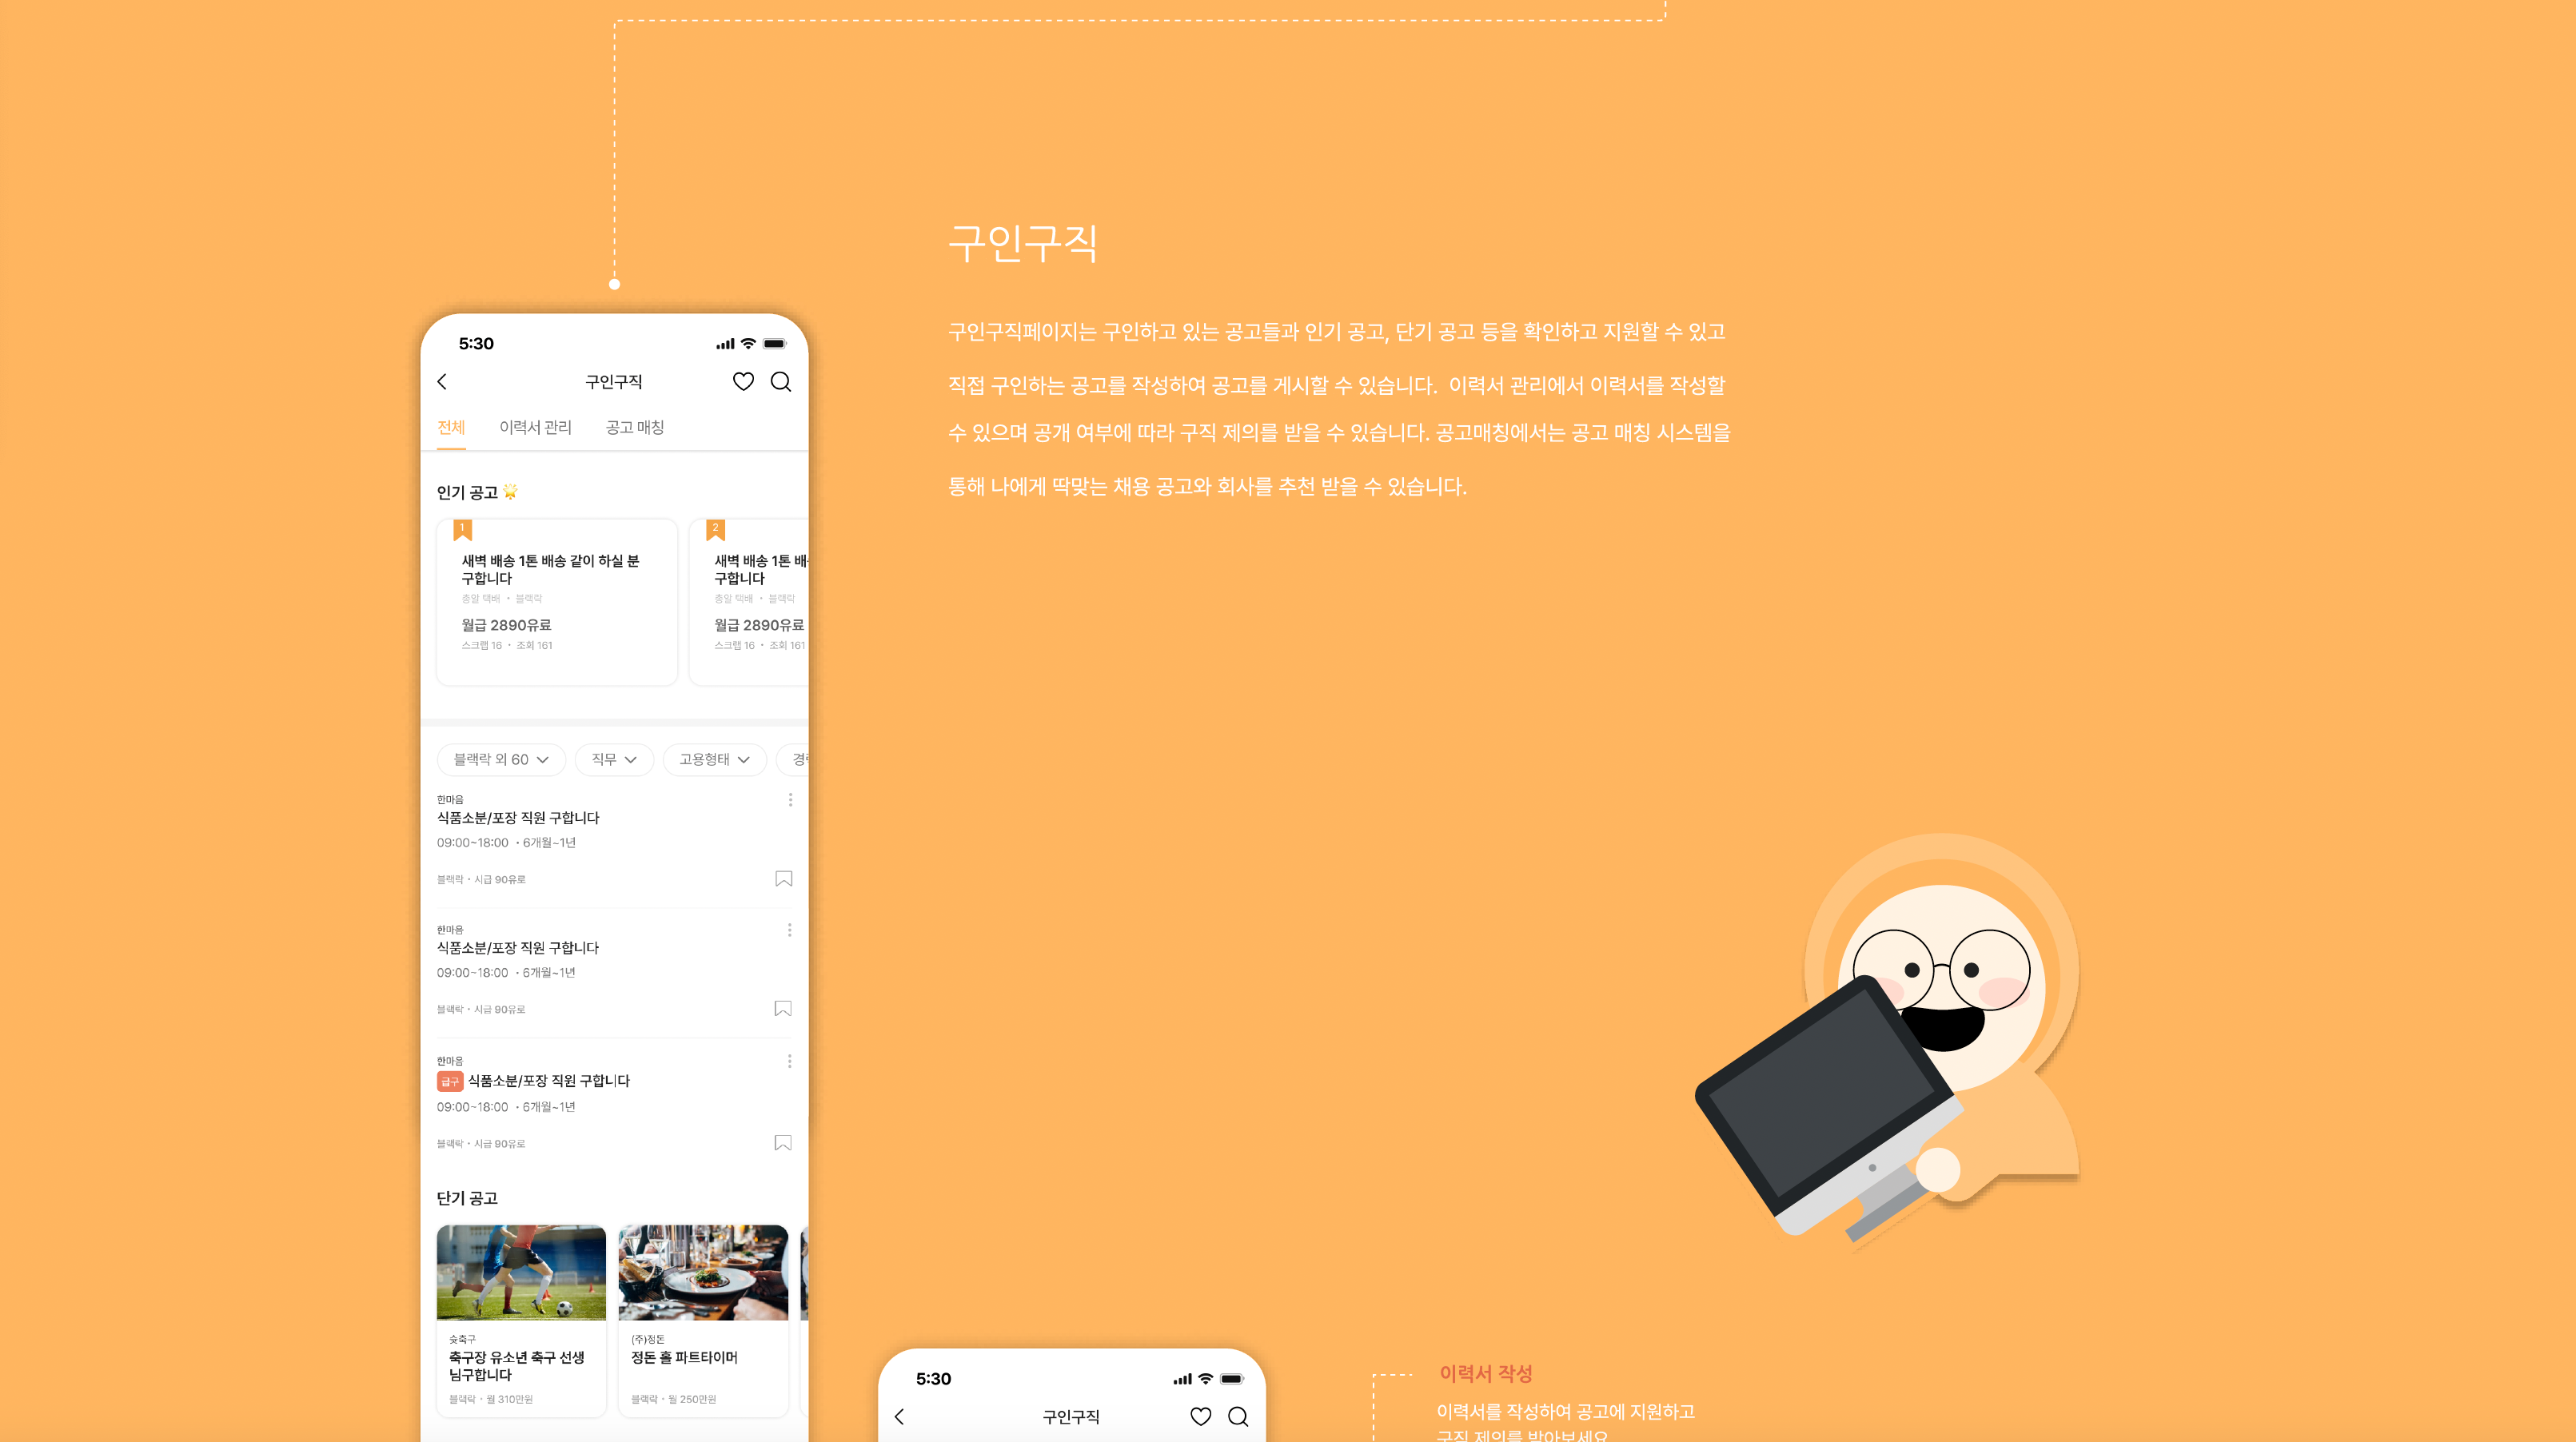 구인구직
구인구직페이지는 구인하고 있는 공고들과 인기 공고, 단기 공고 등을 확인하고 지원할 수 있고
직접 구인하는 공고를 작성하여 공고를 게시할 수 있습니다. 이력서 관리에서 이력서를 작성할
수 있으며 공개 여부에 따라 구직 제의를 받을 수 있습니다. 공고매칭에서는 공고 매칭 시스템을
통해 나에게 딱맞는 채용 공고와 회사를 추천 받을 수 있습니다.
5:30
구인구직
전체 이력서 관리 공고 매칭
인기 공고
1
새벽 배송 1톤 배송 같이 하실 분
구합니다
총알 택배 • 블랙락
월급 2890유료
스크랩 16 • 조회 161
2
새벽 배송 1톤 배
구합니다
총알 택배 • 블랙락
월급 2890유료
스크랩 16 • 조회 161
블랙락 외 60 직무 고용형태
한마음
식품소분/포장 직원 구합니다
09:00~18:00 • 6개월~1년
블랙락 • 시급 90유로
한마음
식품소분/포장 직원 구합니다
09:00~18:00 • 6개월~1년
블랙락 • 시급 90유로
한마음
급구 식품소분/포장 직원 구합니다
09:00~18:00 • 6개월~1년
블랙락 • 시급 90유로
단기 공고
슛축구
축구장 유소년 축구 선생
님구합니다
블랙락 • 월 310만원
(주)정돈
정돈 홀 파트타이머
블랙락 • 월 250만원
5:30
구인구직
이력서 작성
이력서를 작성하여 공고에 지원하고
구직 제의를 받아보세요